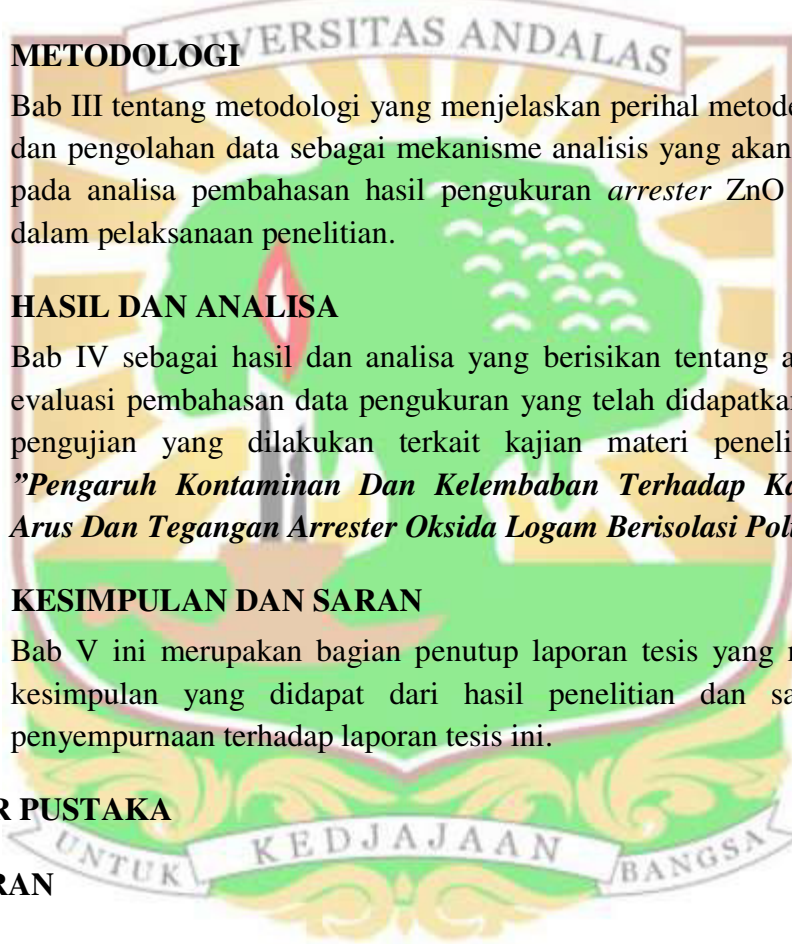 UNIVERSITAS ANDALAS
METODOLOGI
Bab III tentang metodologi yang menjelaskan perihal metode
dan pengolahan data sebagai mekanisme analisis yang akan
pada analisa pembahasan hasil pengukuran arrester ZnO
dalam pelaksanaan penelitian.
HASIL DAN ANALISA
Bab IV sebagai hasil dan analisa yang berisikan tentang
evaluasi pembahasan data pengukuran yang telah
pengujian yang dilakukan terkait kajian materi
”Pengaruh Kontaminan Dan Kelembaban Terhadap
Arus Dan Tegangan Arrester Oksida Logam Berisolasi
KESIMPULAN DAN SARAN
Bab V ini merupakan bagian penutup laporan tesis yang
kesimpulan yang didapat dari hasil penelitian dan
penyempurnaan terhadap laporan tesis ini.
R PUSTAKA
UNTUK KEDJAJAAN BANGSA
RAN